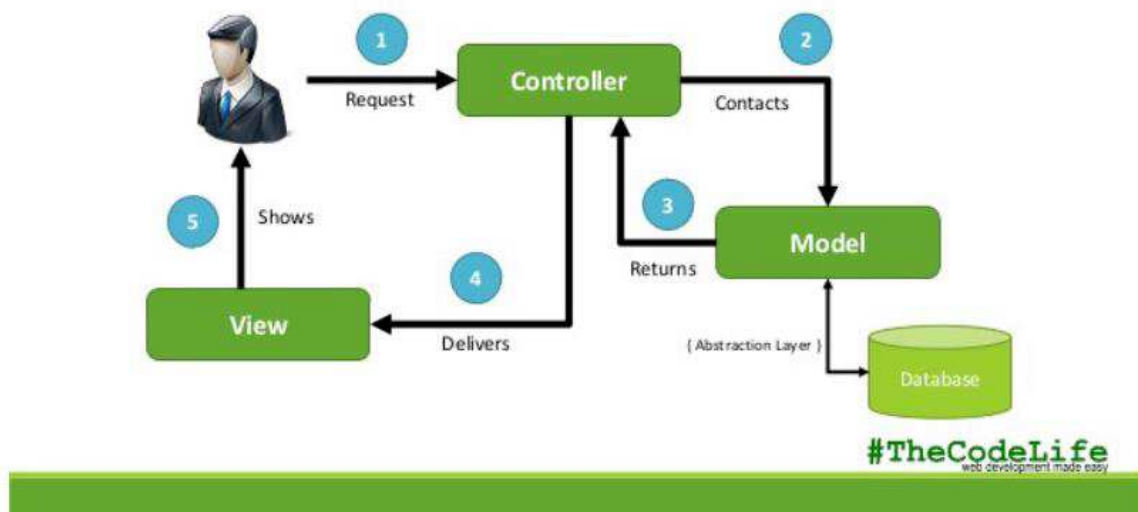 1
2
Controller
Request
Contacts
3
5
Shows
Model
Returns
4
View
Delivers
{ Abstraction Layer }
Database
#TheCodeLife
web development made easy